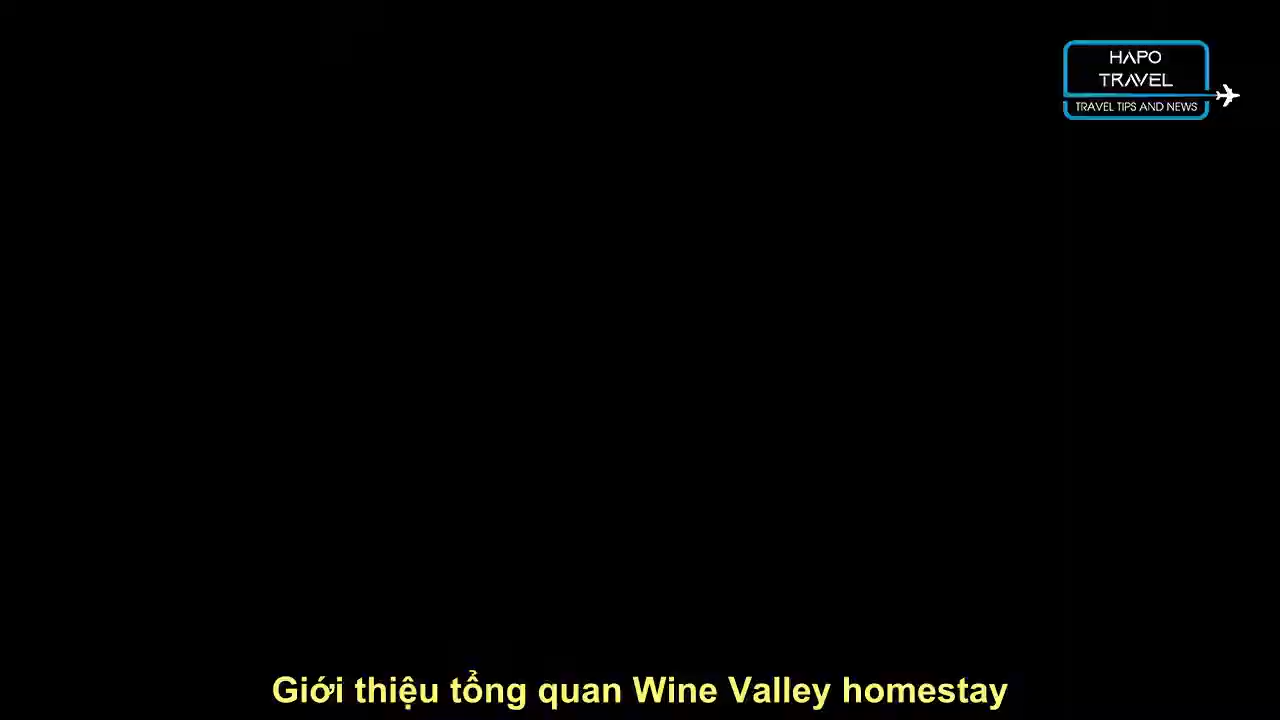 HAPO
TRAVEL
TRAVEL TIPS AND NEWS
Giới thiệu tổng quan Wine Valley homestay